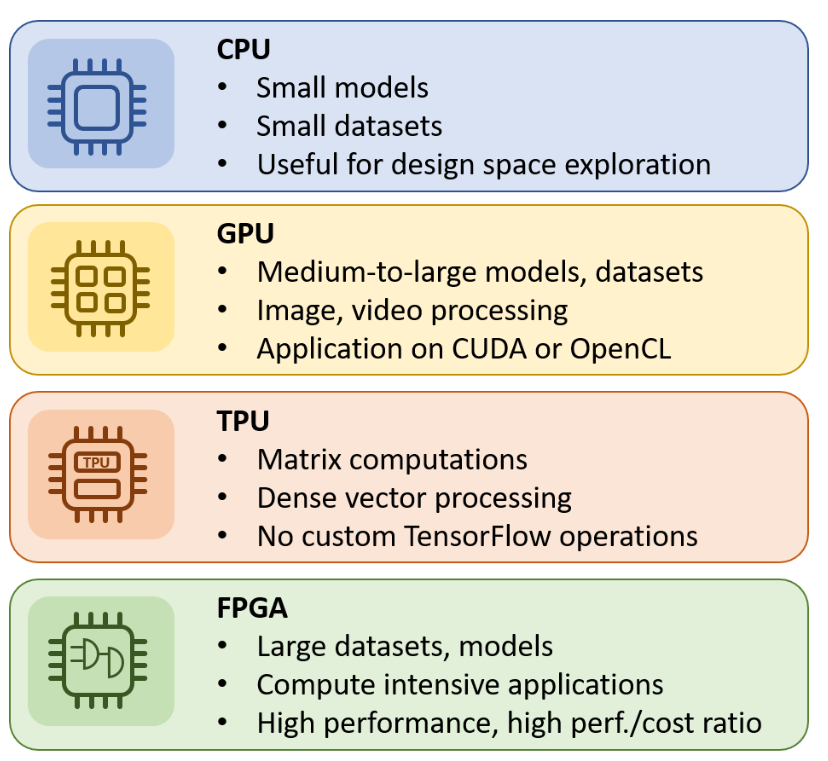 CPU
• Small models
• Small datasets
• Useful for design space exploration
GPU
• Medium-to-large models, datasets
• Image, video processing
• Application on CUDA or OpenCL
TPU
TPU
• Matrix computations
• Dense vector processing
• No custom TensorFlow operations
FPGA
• Large datasets, models
• Compute intensive applications
• High performance, high perf./cost ratio